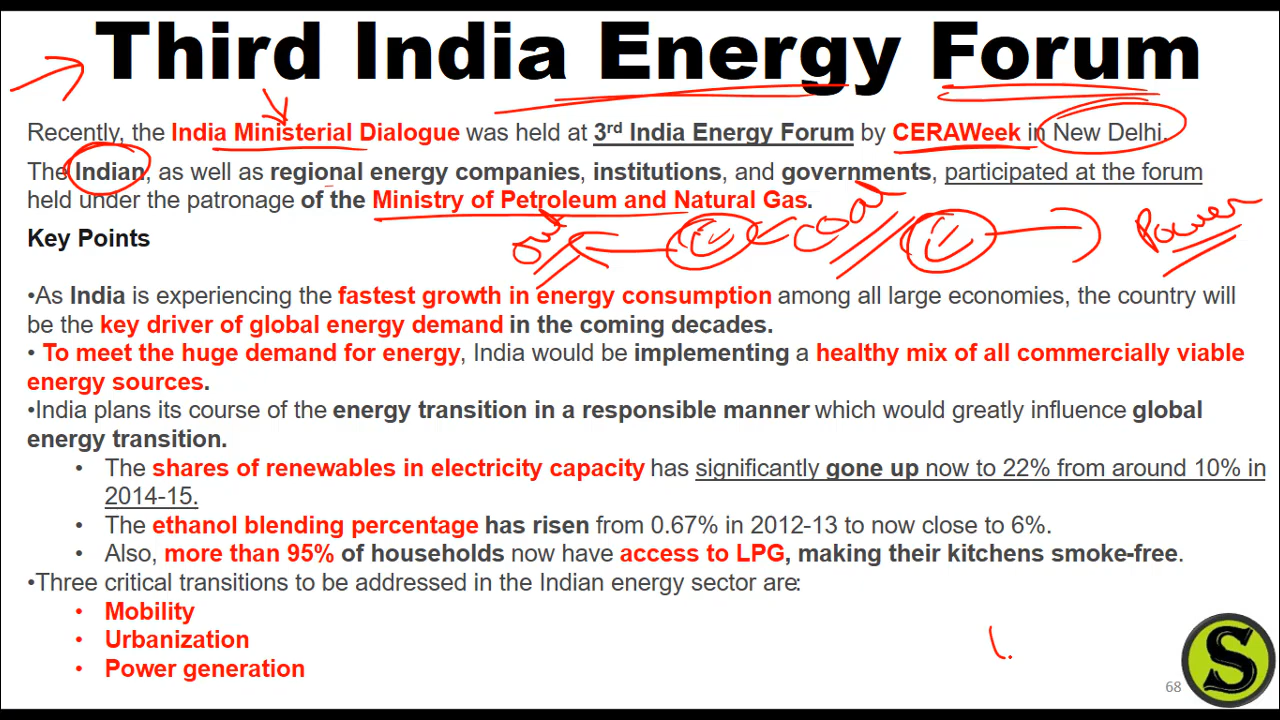 Third India Energy Forum
Recently, the India Ministerial Dialogue was held at 3rd India Energy Forum by CERAWeek in New Delhi.
The Indian, as well as regional energy companies, institutions, and governments, participated at the forum
held under the patronage of the Ministry of Petroleum and Natural Gas.
coal
Power
Key Points
•As India is experiencing the fastest growth in energy consumption among all large economies, the country will
be the key driver of global energy demand in the coming decades.
• To meet the huge demand for energy, India would be implementing a healthy mix of all commercially viable
energy sources.
•India plans its course of the energy transition in a responsible manner which would greatly influence global
energy transition.
• The shares of renewables in electricity capacity has significantly gone up now to 22% from around 10% in
2014-15.
• The ethanol blending percentage has risen from 0.67% in 2012-13 to now close to 6%.
• Also, more than 95% of households now have access to LPG, making their kitchens smoke-free.
•Three critical transitions to be addressed in the Indian energy sector are:
• Mobility
• Urbanization
• Power generation
68
S